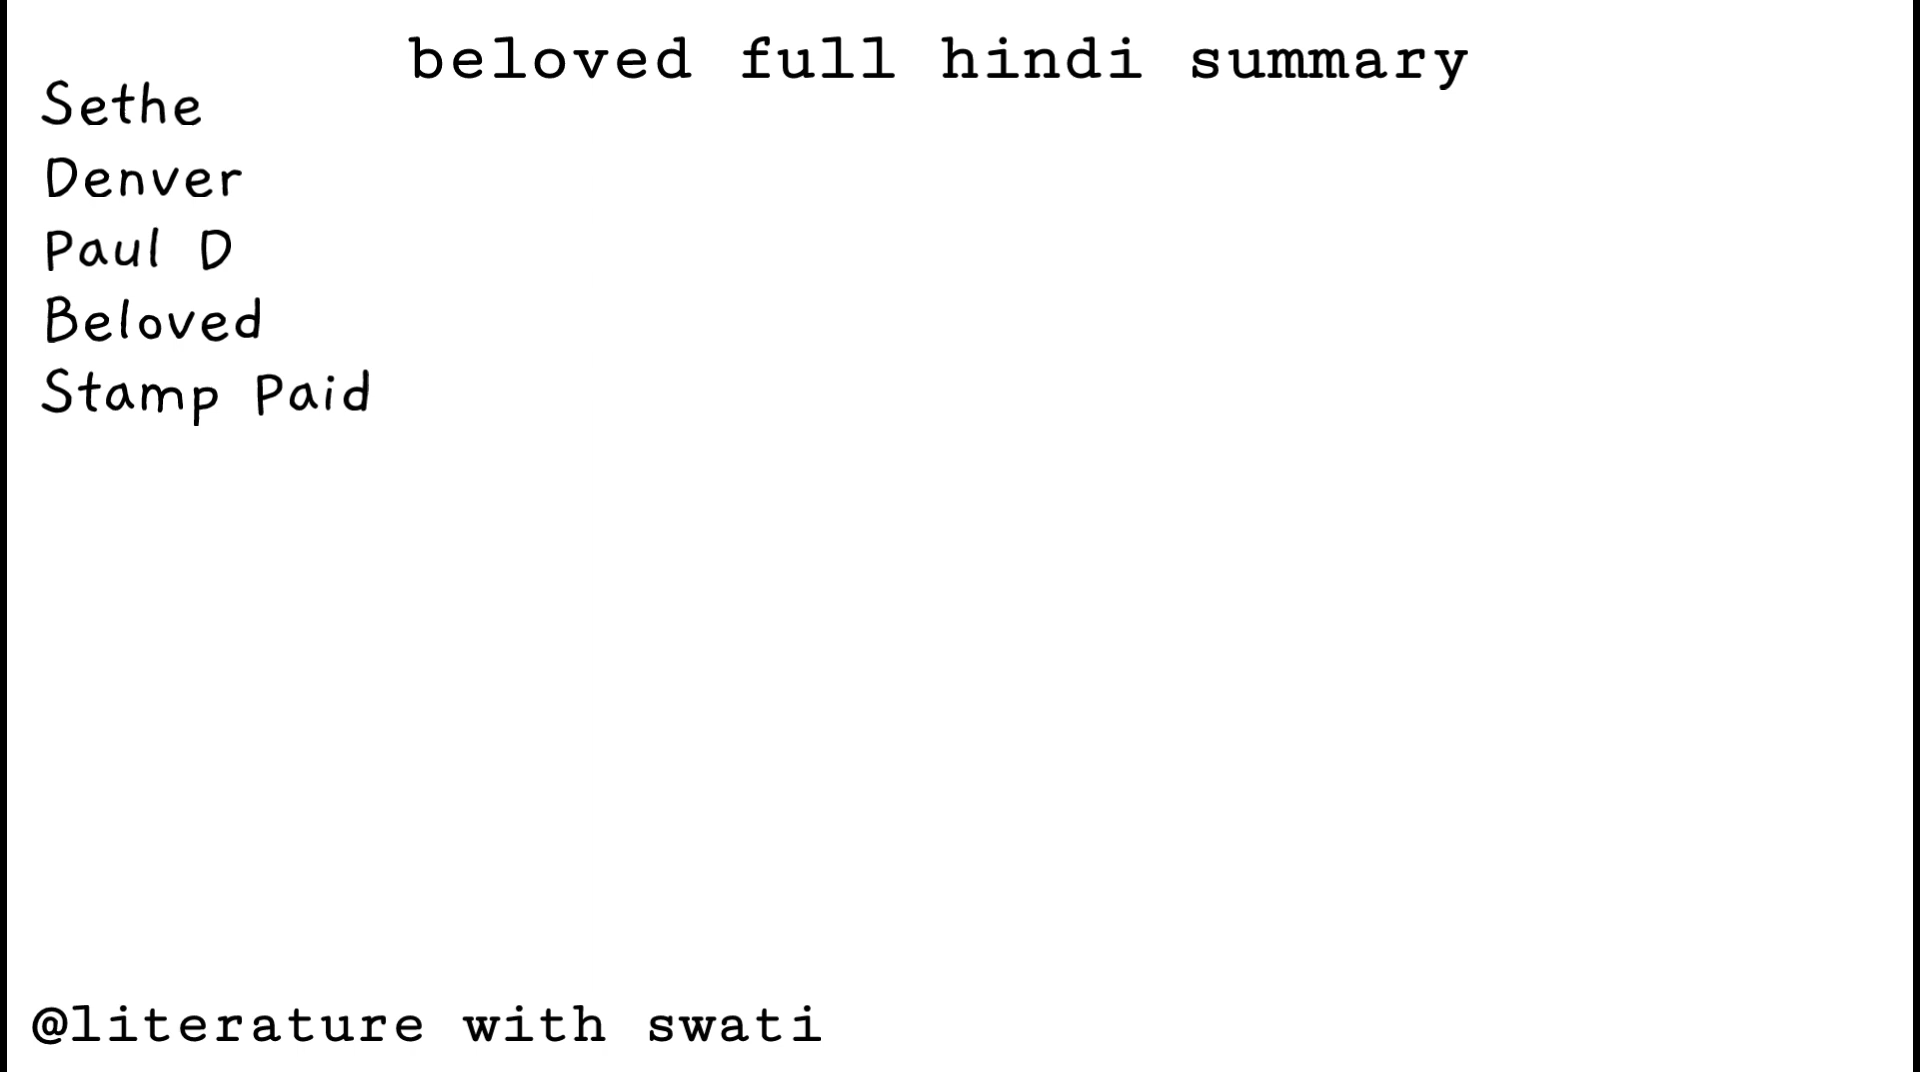 beloved full hindi summary
Sethe
Denver
Paul D
Beloved
Stamp Paid
@literature with swati